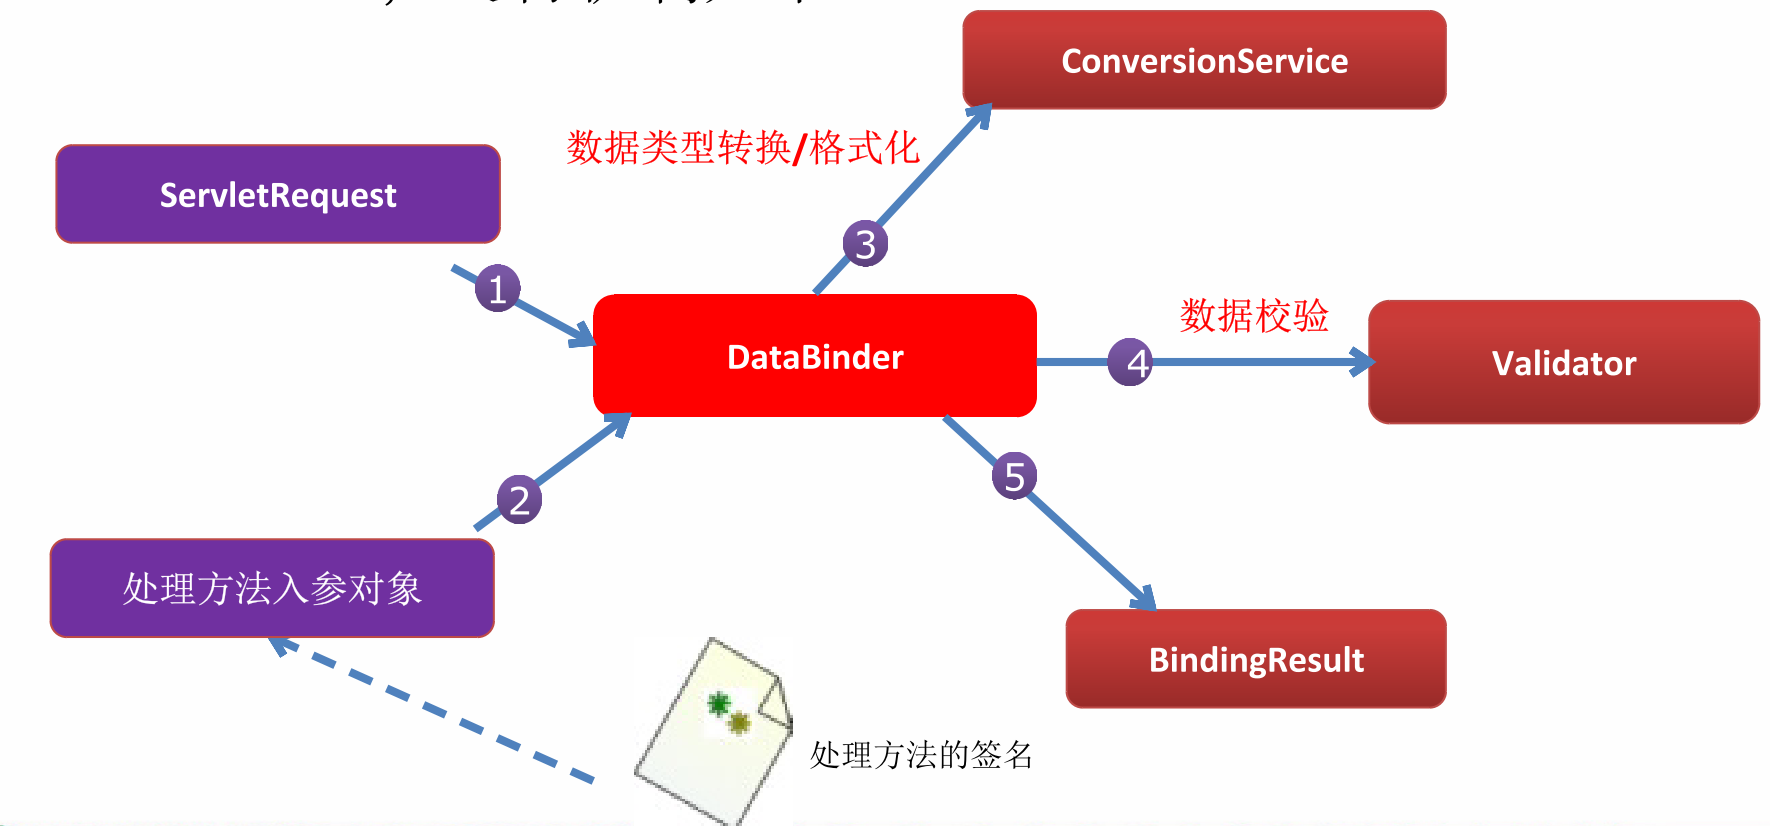 ConversionService
数据类型转换/格式化
ServletRequest
1
3
数据校验
DataBinder
4
Validator
2
5
处理方法入参对象
BindingResult
处理方法的签名